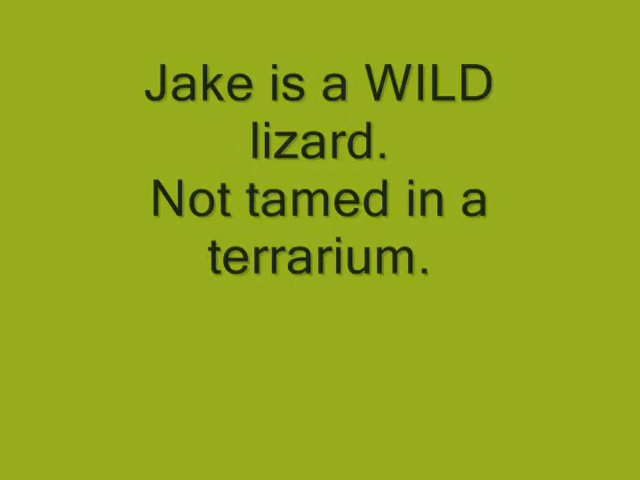 Jake is a WILD
lizard.
Not tamed in a
terrarium.